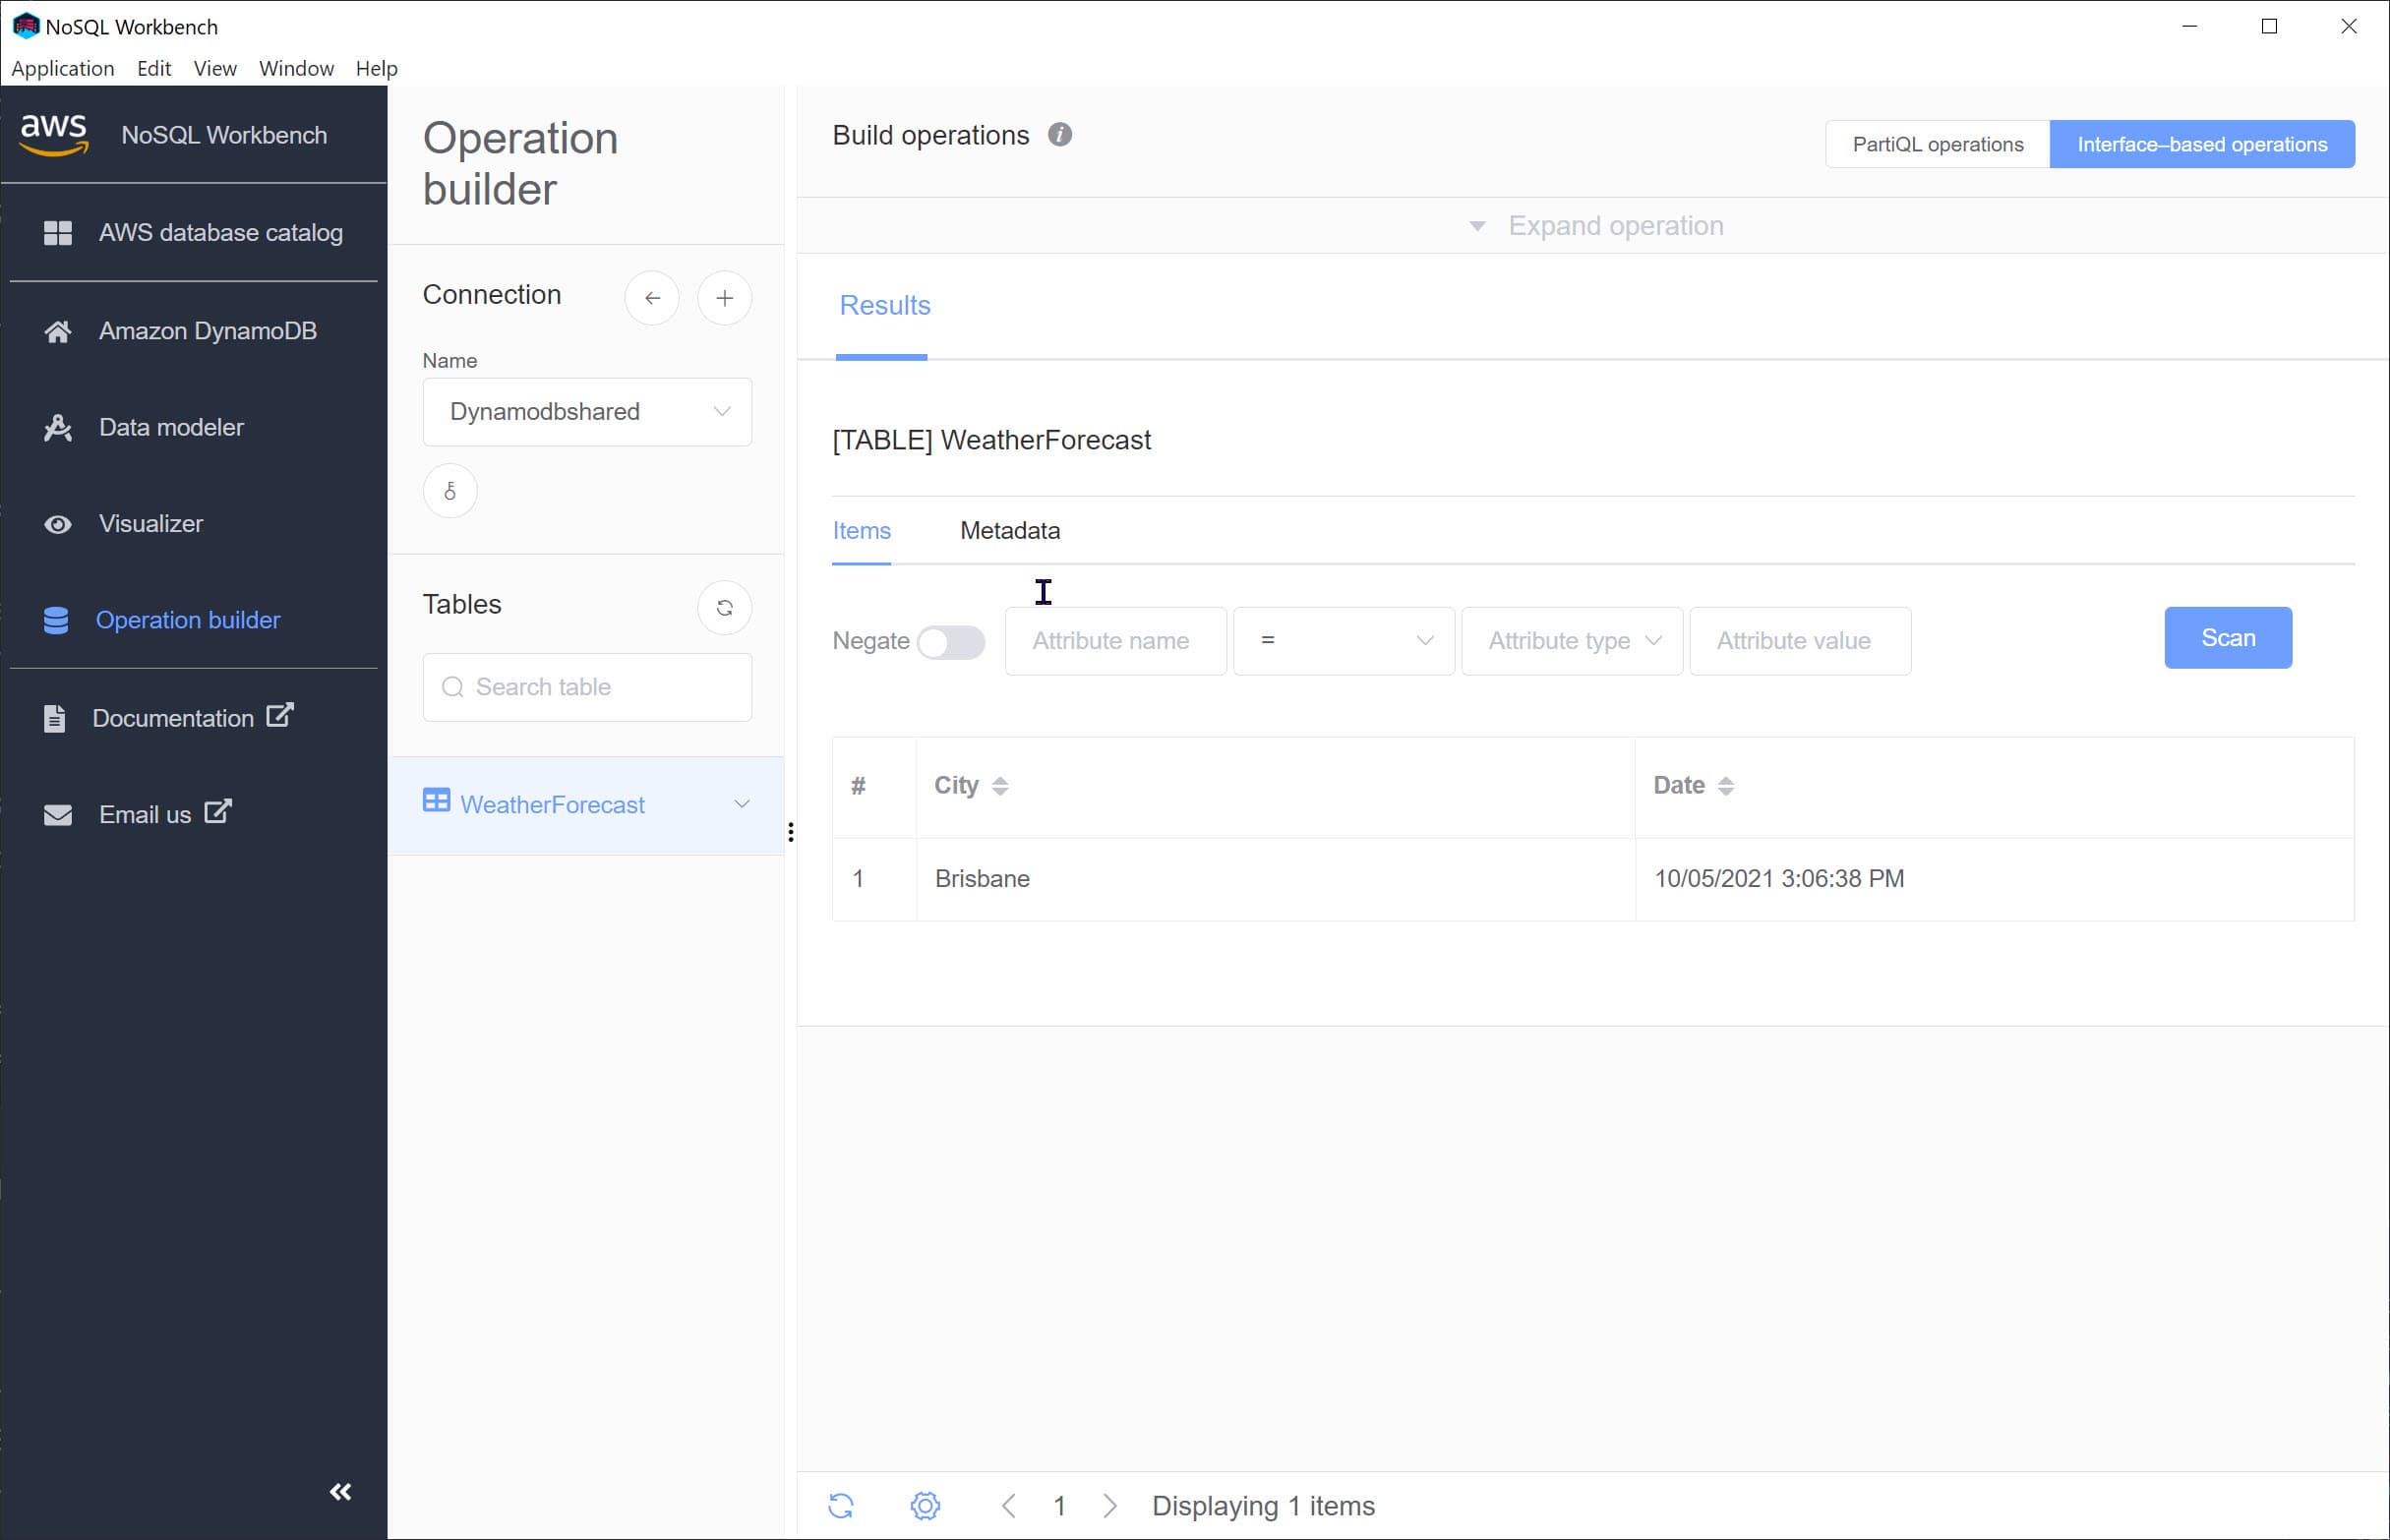 NoSQL Workbench
Application Edit View Window Help
aws NoSQL Workbench
AWS database catalog
Amazon DynamoDB
Data modeler
Visualizer
Operation builder
Documentation
Email us
Operation
builder
Connection
Name
Dynamodbshared
Tables
Search table
WeatherForecast
Build operations
PartiQL operations Interface–based operations
Expand operation
Results
[TABLE] WeatherForecast
Items Metadata
Negate Attribute name = Attribute type Attribute value Scan
# City Date
1 Brisbane 10/05/2021 3:06:38 PM
1 Displaying 1 items